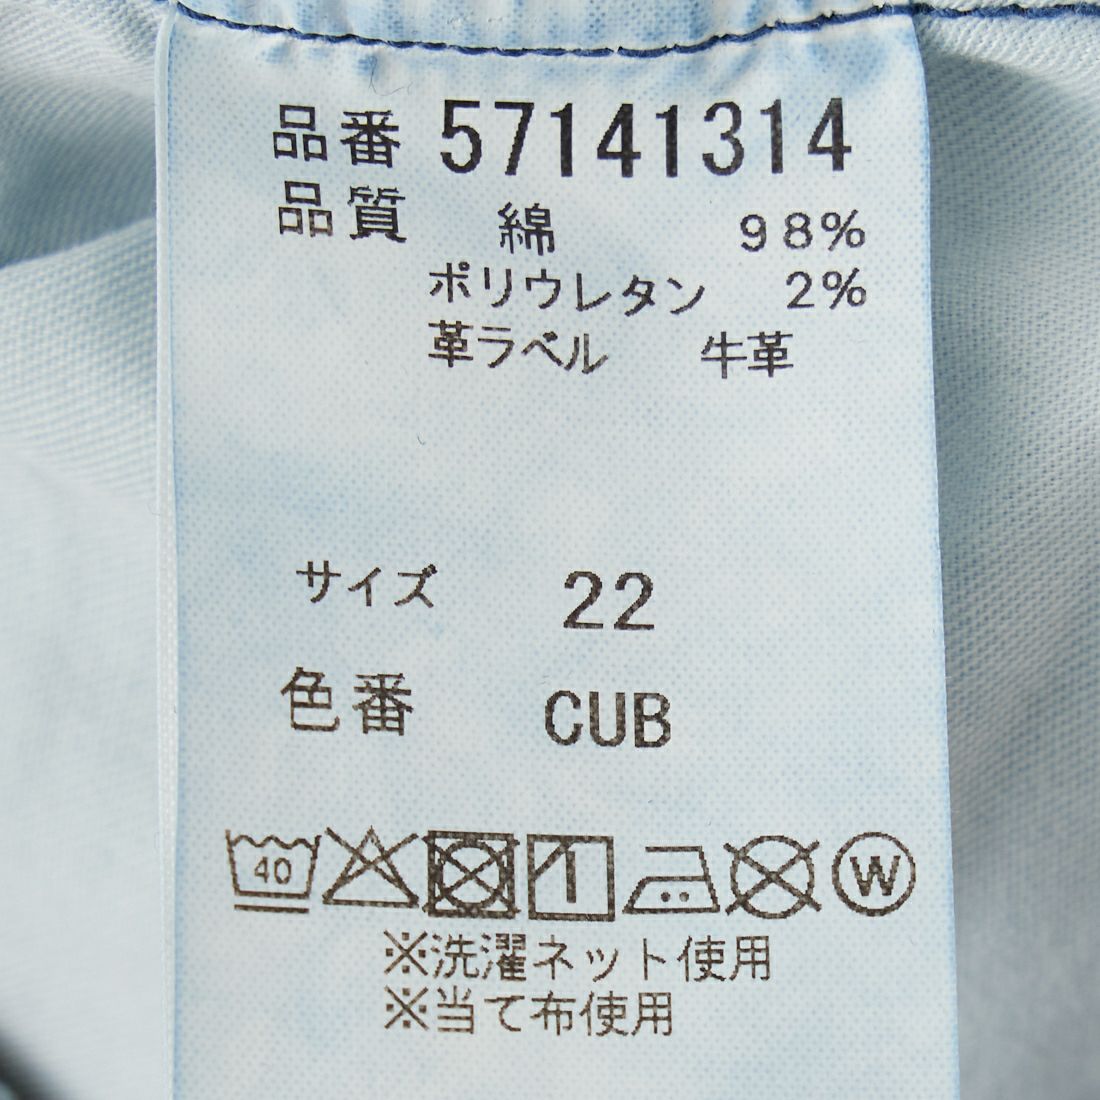 品番 57141314
品質 綿 98%
ポリウレタン 2%
革ラベル 牛革
サイズ 22
色番 CUB
40 W
※洗濯ネット使用
※当て布使用